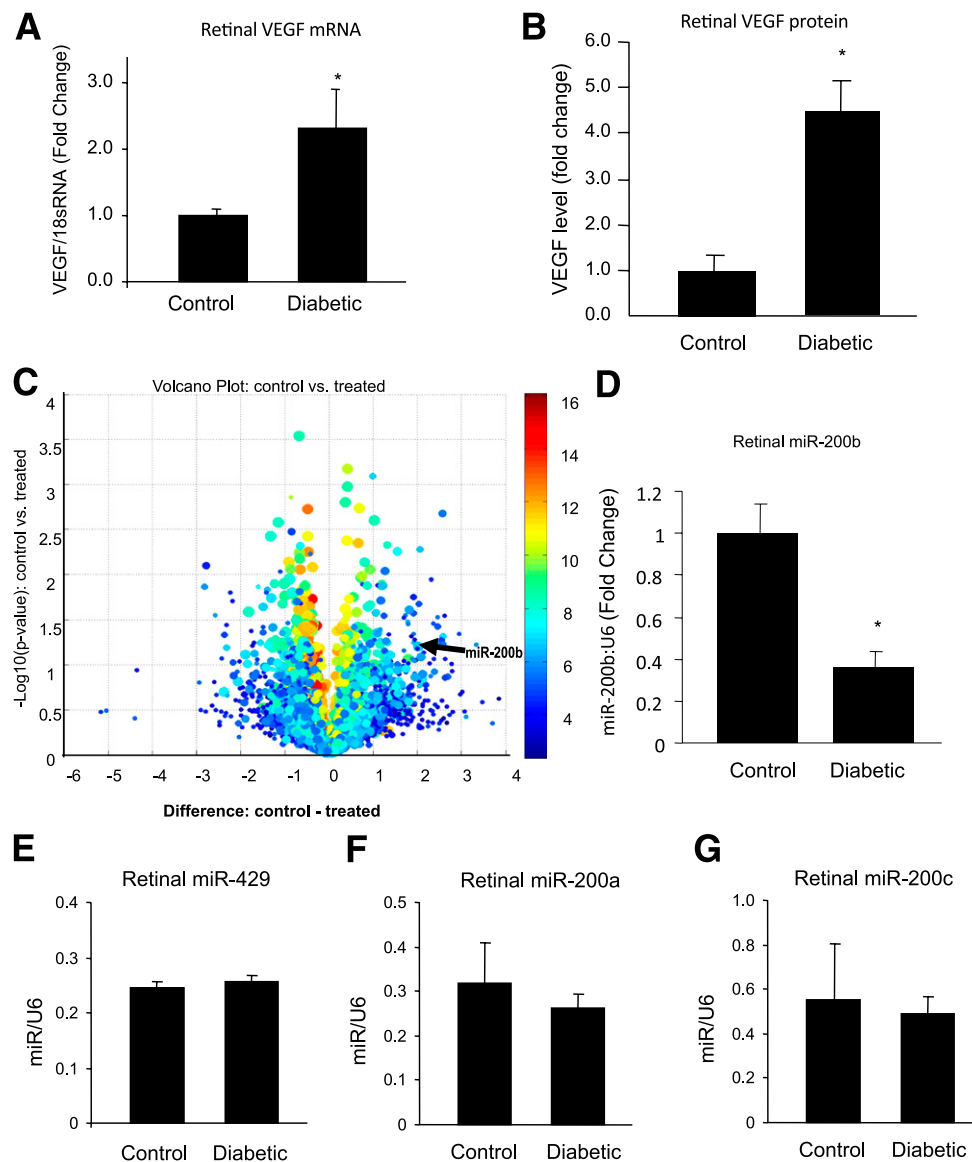 A
Retinal VEGF mRNA
VEGF/18sRNA (Fold Change)
3.0
2.0
1.0
0.0
*
Control
Diabetic
B
Retinal VEGF protein
VEGF level (fold change)
6.0
5.0
4.0
3.0
2.0
1.0
0.0
*
Control
Diabetic
C
Volcano Plot: control vs. treated
-Log10(p-value): control vs. treated
4
3.5
3
2.5
2
1.5
1
0.5
0
-6 -5 -4 -3 -2 -1 0 1 2 3 4
Difference: control - treated
miR-200b
16
14
12
10
8
6
4
D
Retinal miR-200b
miR-200b:U6 (Fold Change)
1.2
1
0.8
0.6
0.4
0.2
0
*
Control
Diabetic
E
Retinal miR-429
miR/U6
0.4
0.3
0.2
0.1
0
Control
Diabetic
F
Retinal miR-200a
miR/U6
0.5
0.4
0.3
0.2
0.1
0
Control
Diabetic
G
Retinal miR-200c
miR/U6
1.0
0.8
0.6
0.4
0.2
0
Control
Diabetic